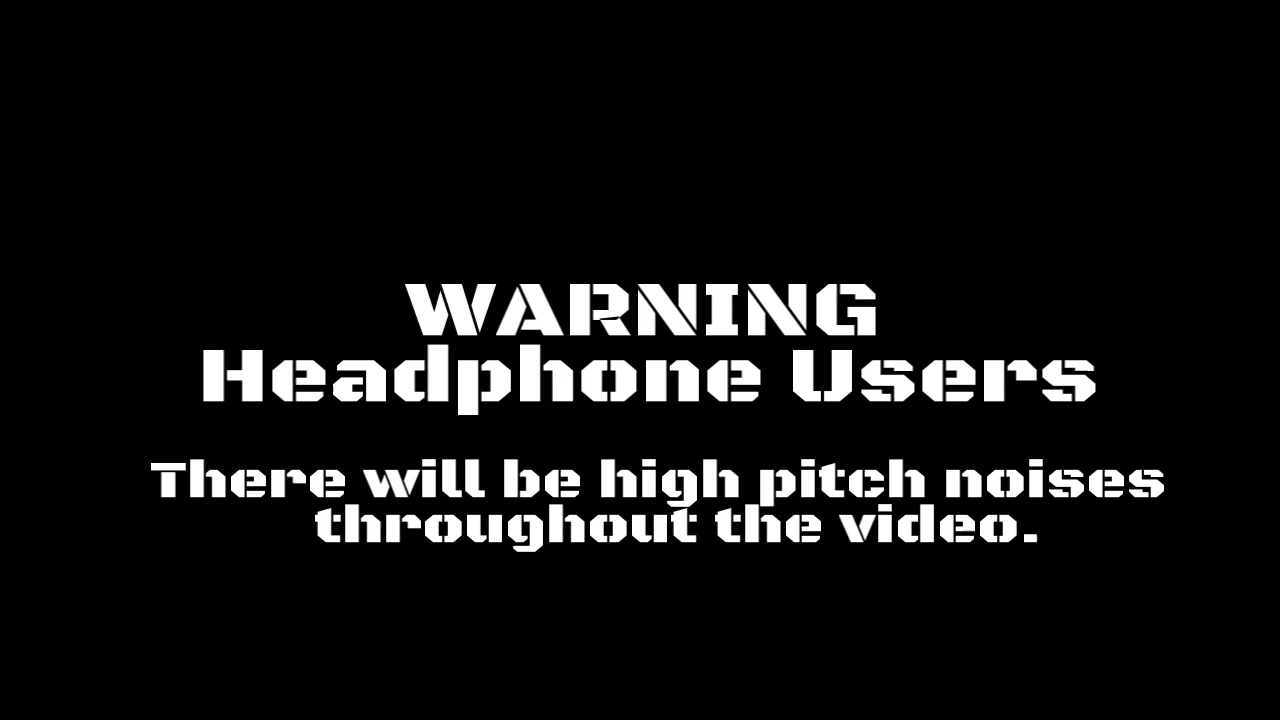 WARNING
Headphone Users
There will be high pitch noises
throughout the video.